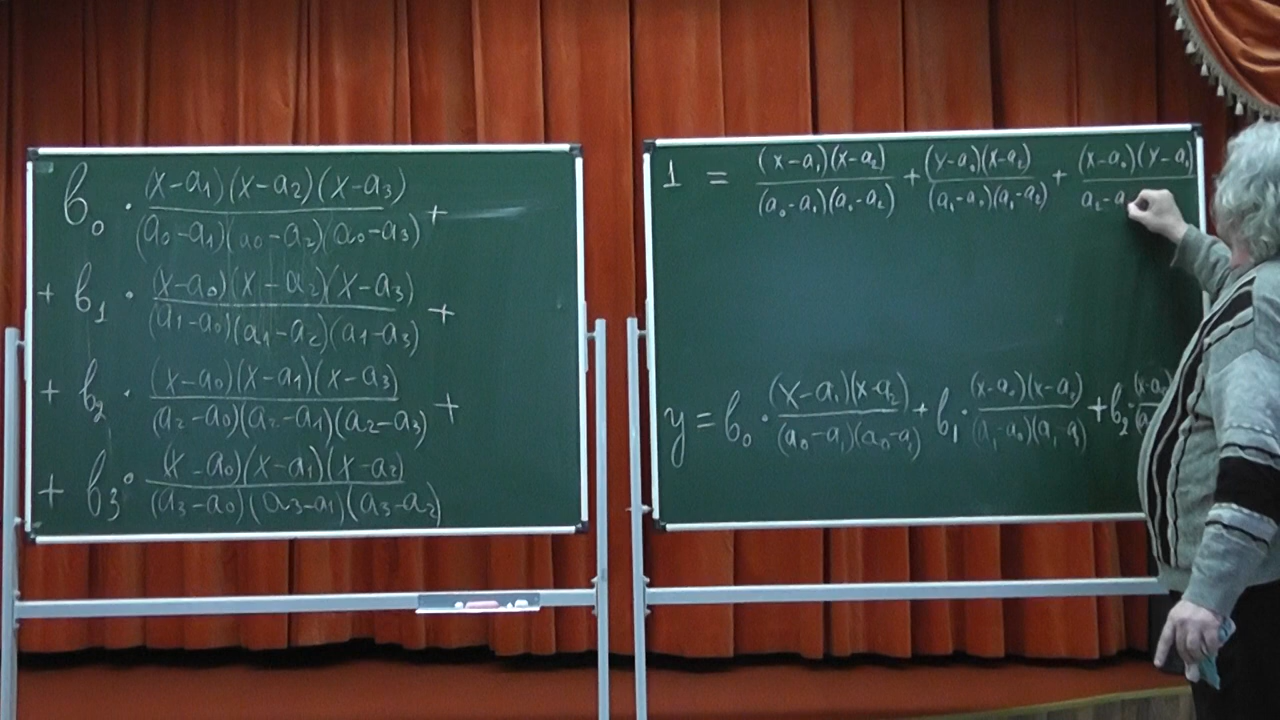 b₀ · (x-a₁)(x-a₂)(x-a₃) / (a₀-a₁)(a₀-a₂)(a₀-a₃) +
+ b₁ · (x-a₀)(x-a₂)(x-a₃) / (a₁-a₀)(a₁-a₂)(a₁-a₃) +
+ b₂ · (x-a₀)(x-a₁)(x-a₃) / (a₂-a₀)(a₂-a₁)(a₂-a₃) +
+ b₃ · (x-a₀)(x-a₁)(x-a₂) / (a₃-a₀)(a₃-a₁)(a₃-a₂)
1 = (x-a₁)(x-a₂) / (a₀-a₁)(a₀-a₂) + (x-a₀)(x-a₂) / (a₁-a₀)(a₁-a₂) + (x-a₀)(x-a₁) / a₂-a
y = b₀ · (x-a₁)(x-a₂) / (a₀-a₁)(a₀-a₂) + b₁ · (x-a₀)(x-a₂) / (a₁-a₀)(a₁-a₂) + b₂ · (x-a₀) / (a